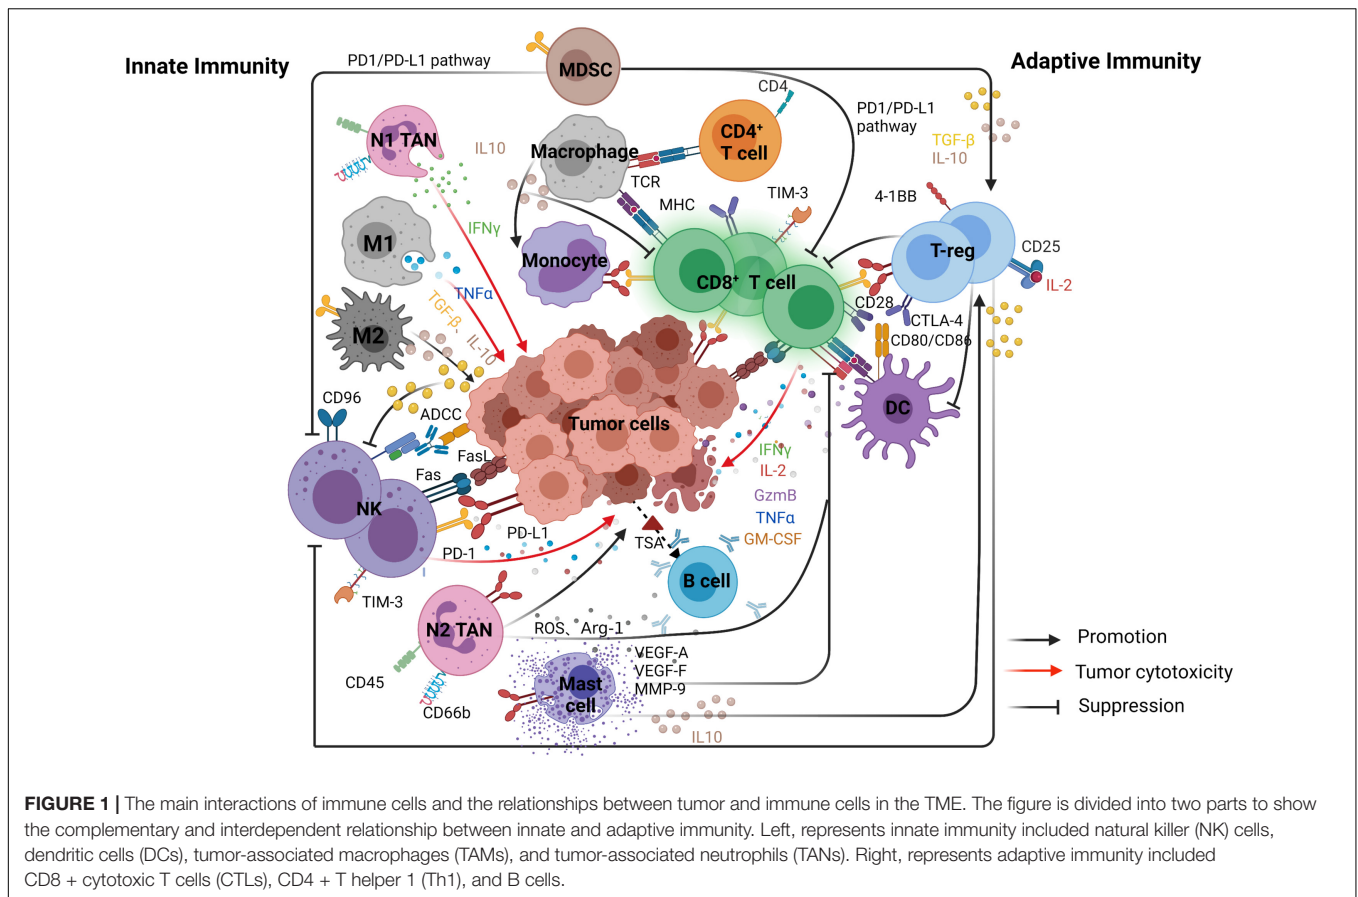 Innate Immunity
PD1/PD-L1 pathway
MDSC
Adaptive Immunity
CD4
PD1/PD-L1
pathway
N1 TAN
IL10
Macrophage
CD4+
T cell
TGF-β
IL-10
TCR
MHC
TIM-3
4-1BB
IFNγ
M1
Monocyte
CD8+ T cell
T-reg
CD25
IL-2
TNFα
TGF-β、
IL-10
M2
CD28
CTLA-4
CD80/CD86
CD96
ADCC
DC
Tumor cells
FasL
Fas
IFNγ
IL-2
GzmB
TNFα
GM-CSF
NK
PD-L1
PD-1
TSA
B cell
TIM-3
N2 TAN
ROS、Arg-1
CD45
CD66b
VEGF-A
VEGF-F
MMP-9
Mast
cell
IL10
Promotion
Tumor cytotoxicity
Suppression
FIGURE 1 | The main interactions of immune cells and the relationships between tumor and immune cells in the TME. The figure is divided into two parts to show
the complementary and interdependent relationship between innate and adaptive immunity. Left, represents innate immunity included natural killer (NK) cells,
dendritic cells (DCs), tumor-associated macrophages (TAMs), and tumor-associated neutrophils (TANs). Right, represents adaptive immunity included
CD8 + cytotoxic T cells (CTLs), CD4 + T helper 1 (Th1), and B cells.